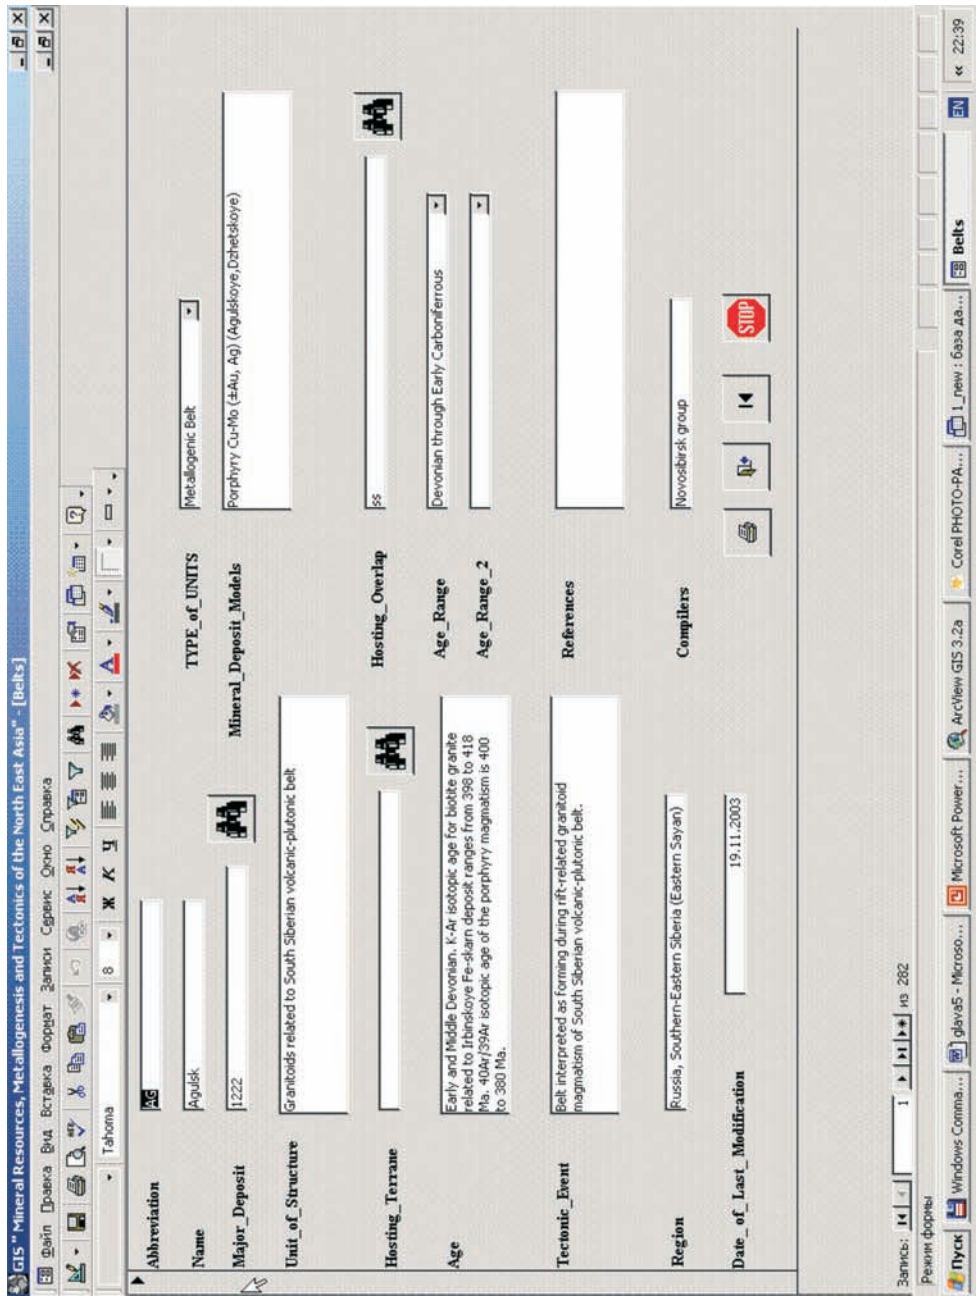 GIS " Mineral Resources, Metallogenesis and Tectonics of the North East Asia" - [Belts]
Файл Правка Вид Вставка Формат Записи Сервис Окно Справка
Tahoma 8 Ж К Ч
Abbreviation AG
Name Agulsk TYPE_of_UNITS Metallogenic Belt
Major_Deposit 1222 Mineral_Deposit_Models Porphyry Cu-Mo (±Au, Ag) (Agulskoye,Dzhetskoye)
Unit_of_Structure Granitoids related to South Siberian volcanic-plutonic belt
Hosting_Terrane Hosting_Overlap ss
Age Early and Middle Devonian. K-Ar isotopic age for biotite granite
related to Irbinskoye Fe-skarn deposit ranges from 398 to 418
Ma. 40Ar/39Ar isotopic age of the porphyry magmatism is 400
to 380 Ma.
Age_Range Devonian through Early Carboniferrous
Age_Range_2
Tectonic_Event Belt interpreted as forming during rift-related granitoid
magmatism of South Siberian volcanic-plutonic belt.
References
Region Russia, Southern-Eastern Siberia (Eastern Sayan) Compilers Novosibirsk group
Date_of_Last_Modification 19.11.2003
STOP
Запись: 1 из 282
Режим формы
Пуск Windows Comma... glava5 - Microso... Microsoft Power... ArcView GIS 3.2a Corel PHOTO-PA... 1_new : база да... Belts EN « 22:39